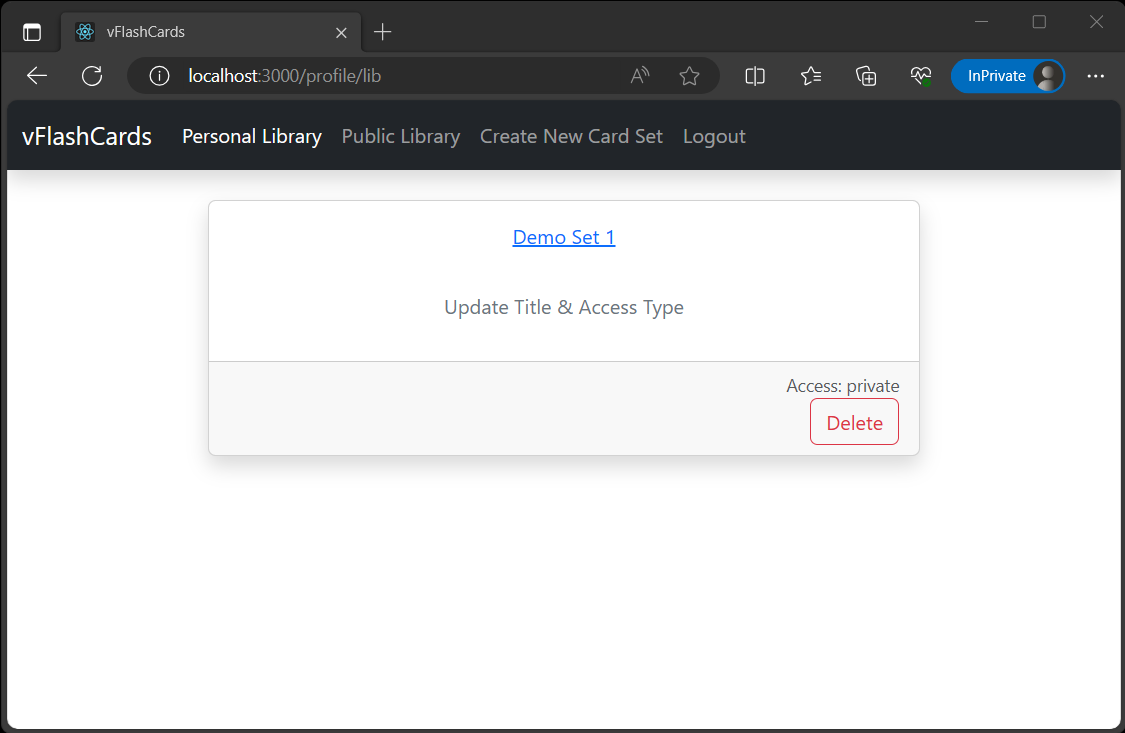 vFlashCards
localhost:3000/profile/lib
InPrivate
vFlashCards Personal Library Public Library Create New Card Set Logout
Demo Set 1
Update Title & Access Type
Access: private
Delete